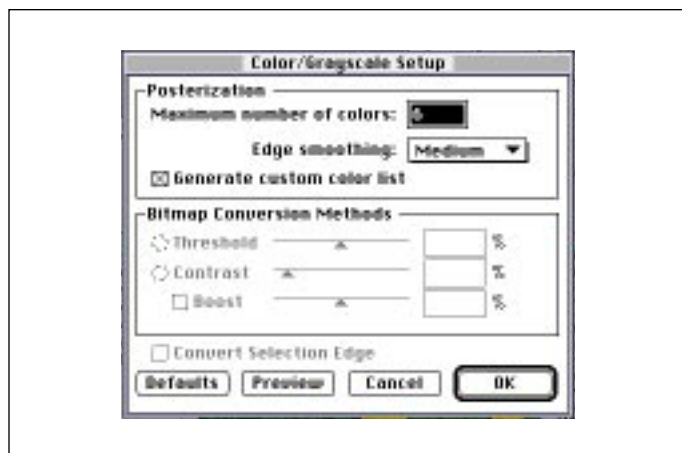 Color/Grayscale Setup
Posterization
Maximum number of colors: 6
Edge smoothing: Medium
Generate custom color list
Bitmap Conversion Methods
Threshold %
Contrast %
Boost %
Convert Selection Edge
Defaults Preview Cancel OK